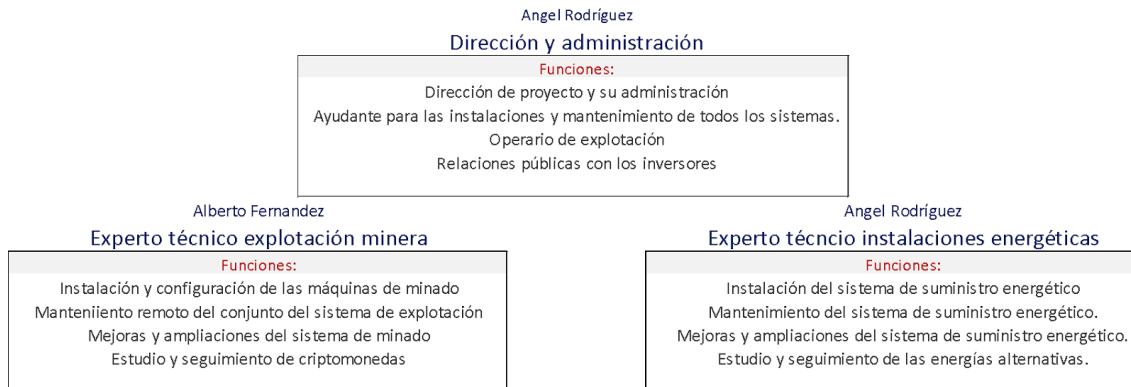 Angel Rodríguez
Dirección y administración
Funciones:
Dirección de proyecto y su administración
Ayudante para las instalaciones y mantenimiento de todos los sistemas.
Operario de explotación
Relaciones públicas con los inversores
Alberto Fernandez
Experto técnico explotación minera
Funciones:
Instalación y configuración de las máquinas de minado
Manteniiento remoto del conjunto del sistema de explotación
Mejoras y ampliaciones del sistema de minado
Estudio y seguimiento de criptomonedas
Angel Rodríguez
Experto técncio instalaciones energéticas
Funciones:
Instalación del sistema de suministro energético
Mantenimiento del sistema de suministro energético.
Mejoras y ampliaciones del sistema de suministro energético.
Estudio y seguimiento de las energías alternativas.